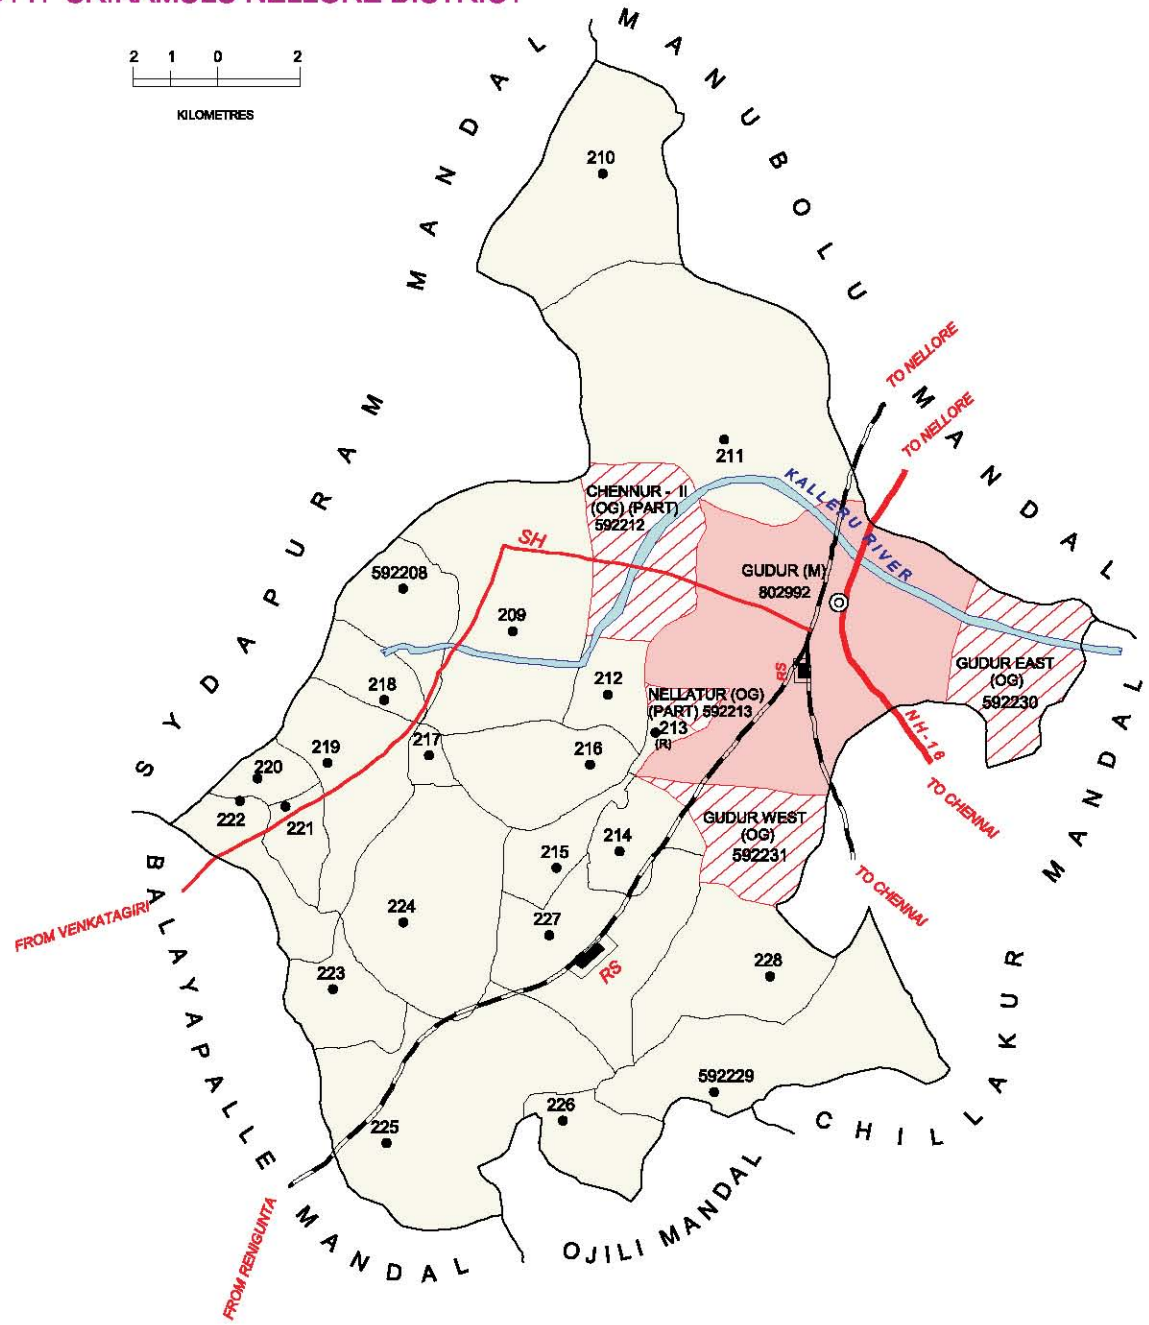 SRIRAMULU NELLORE DISTRICT
2 1 0 2
KILOMETRES
SYDAPURAM MANDAL
MANUBOLU MANDAL
210
TO NELLORE
TO NELLORE
211
KALLERU RIVER
CHENNUR - II
(OG) (PART)
592212
SH
GUDUR (M)
802992
592208
209
GUDUR EAST
(OG)
592230
RS
218
212
NELLATUR (OG)
(PART) 592213
213
(R)
NH-16
217
216
219
220
222
221
TO CHENNAI
GUDUR WEST
(OG)
592231
214
215
TO CHENNAI
FROM VENKATAGIRI
224
227
RS
228
223
592229
226
225
BALAYAPALLE MANDAL
FROM RENIGUNTA
OJILI MANDAL
CHILLAKUR MANDAL